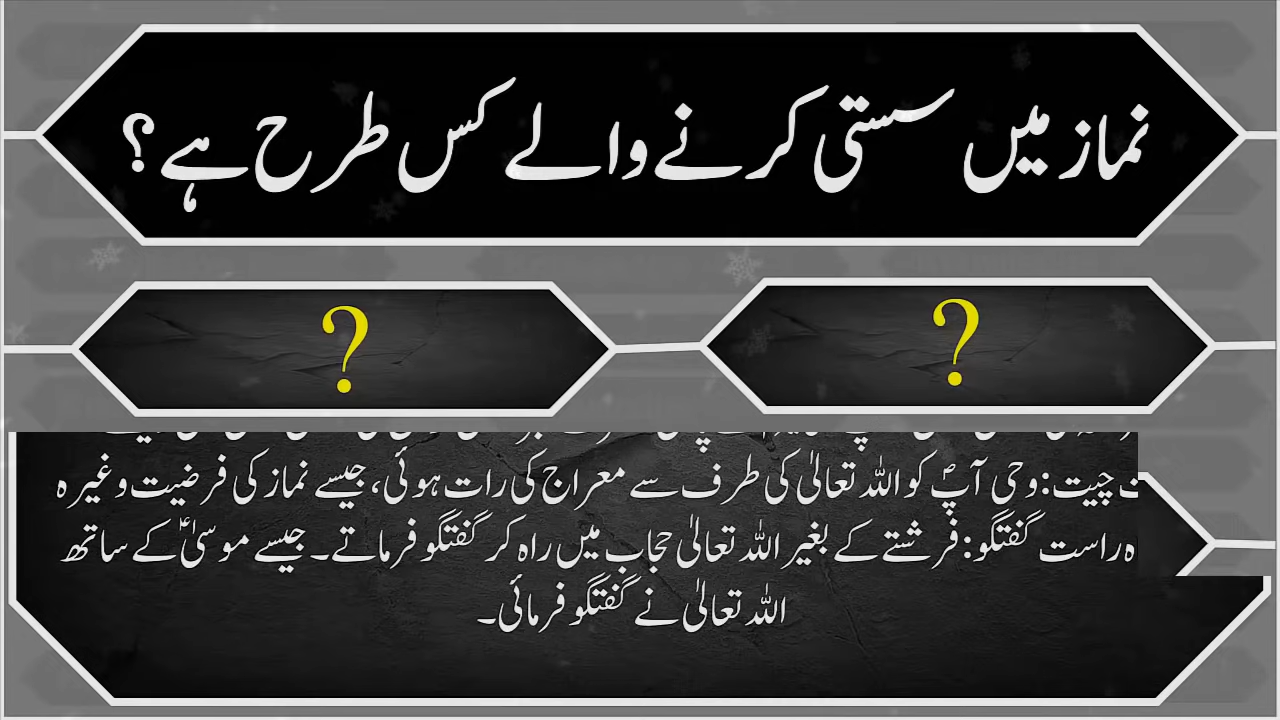 نماز میں سستی کرنے والے کس طرح ہے؟
?
?
چیت: وحی آپؐ کو اللہ تعالیٰ کی طرف سے معراج کی رات ہوئی، جیسے نماز کی فرضیت وغیرہ
راست گفتگو: فرشتے کے بغیر اللہ تعالیٰ حجاب میں راہ کر گفتگو فرماتے۔ جیسے موسیٰؑ کے ساتھ
اللہ تعالیٰ نے گفتگو فرمائی۔